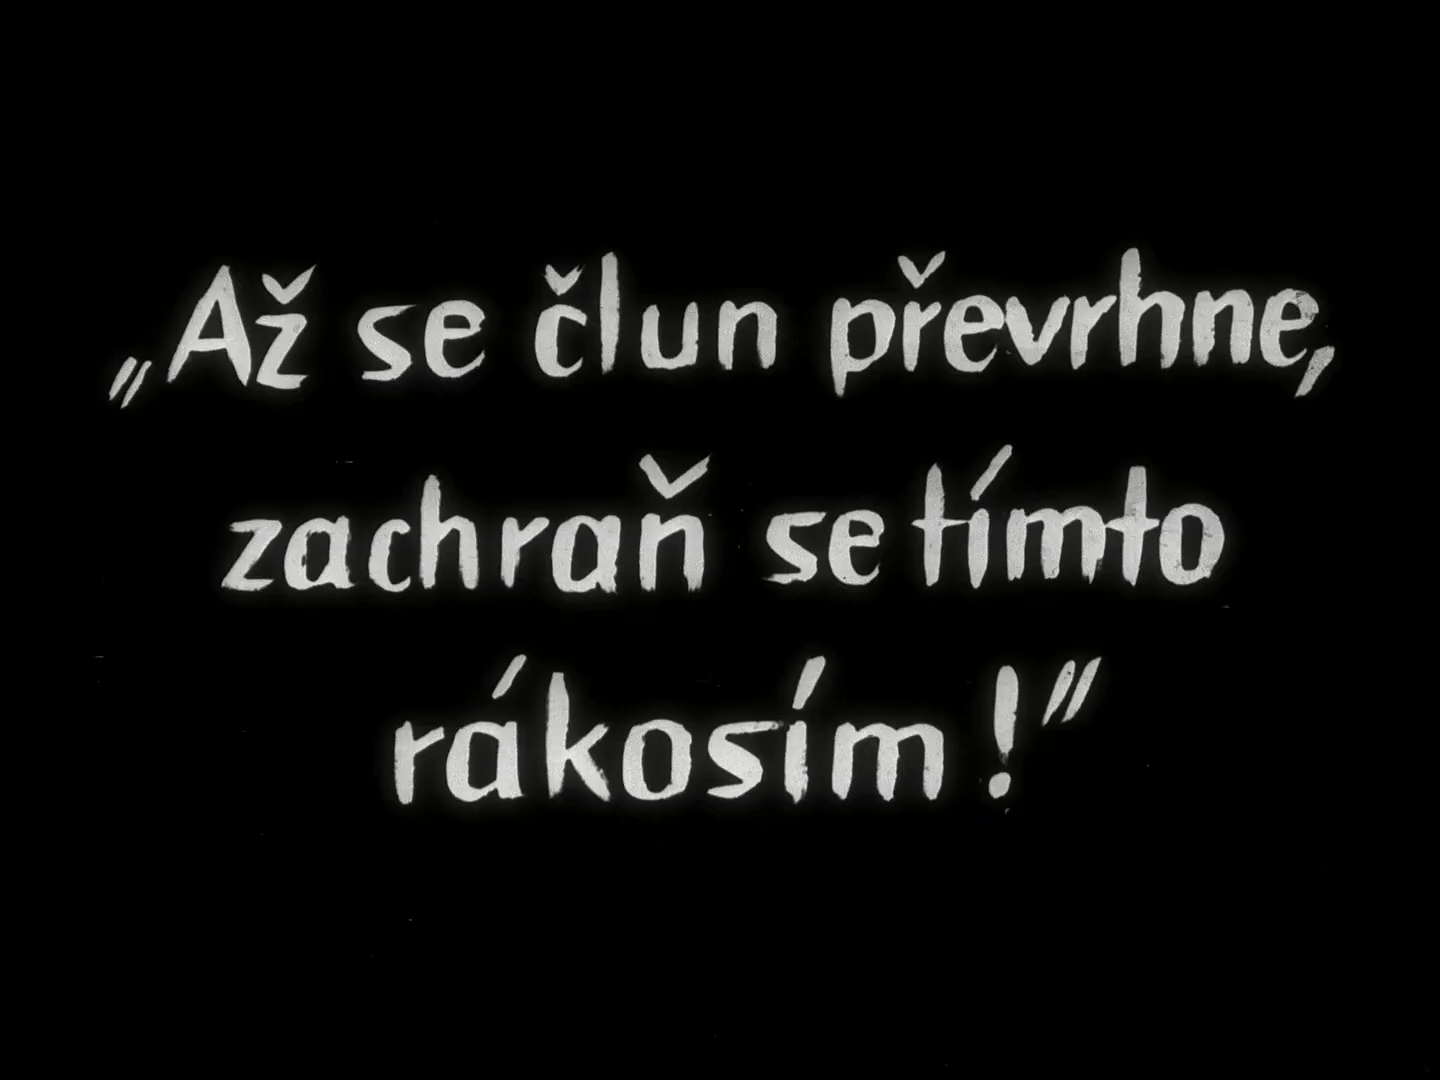 „Až se člun převrhne,
zachraň se tímto
rákosím!”